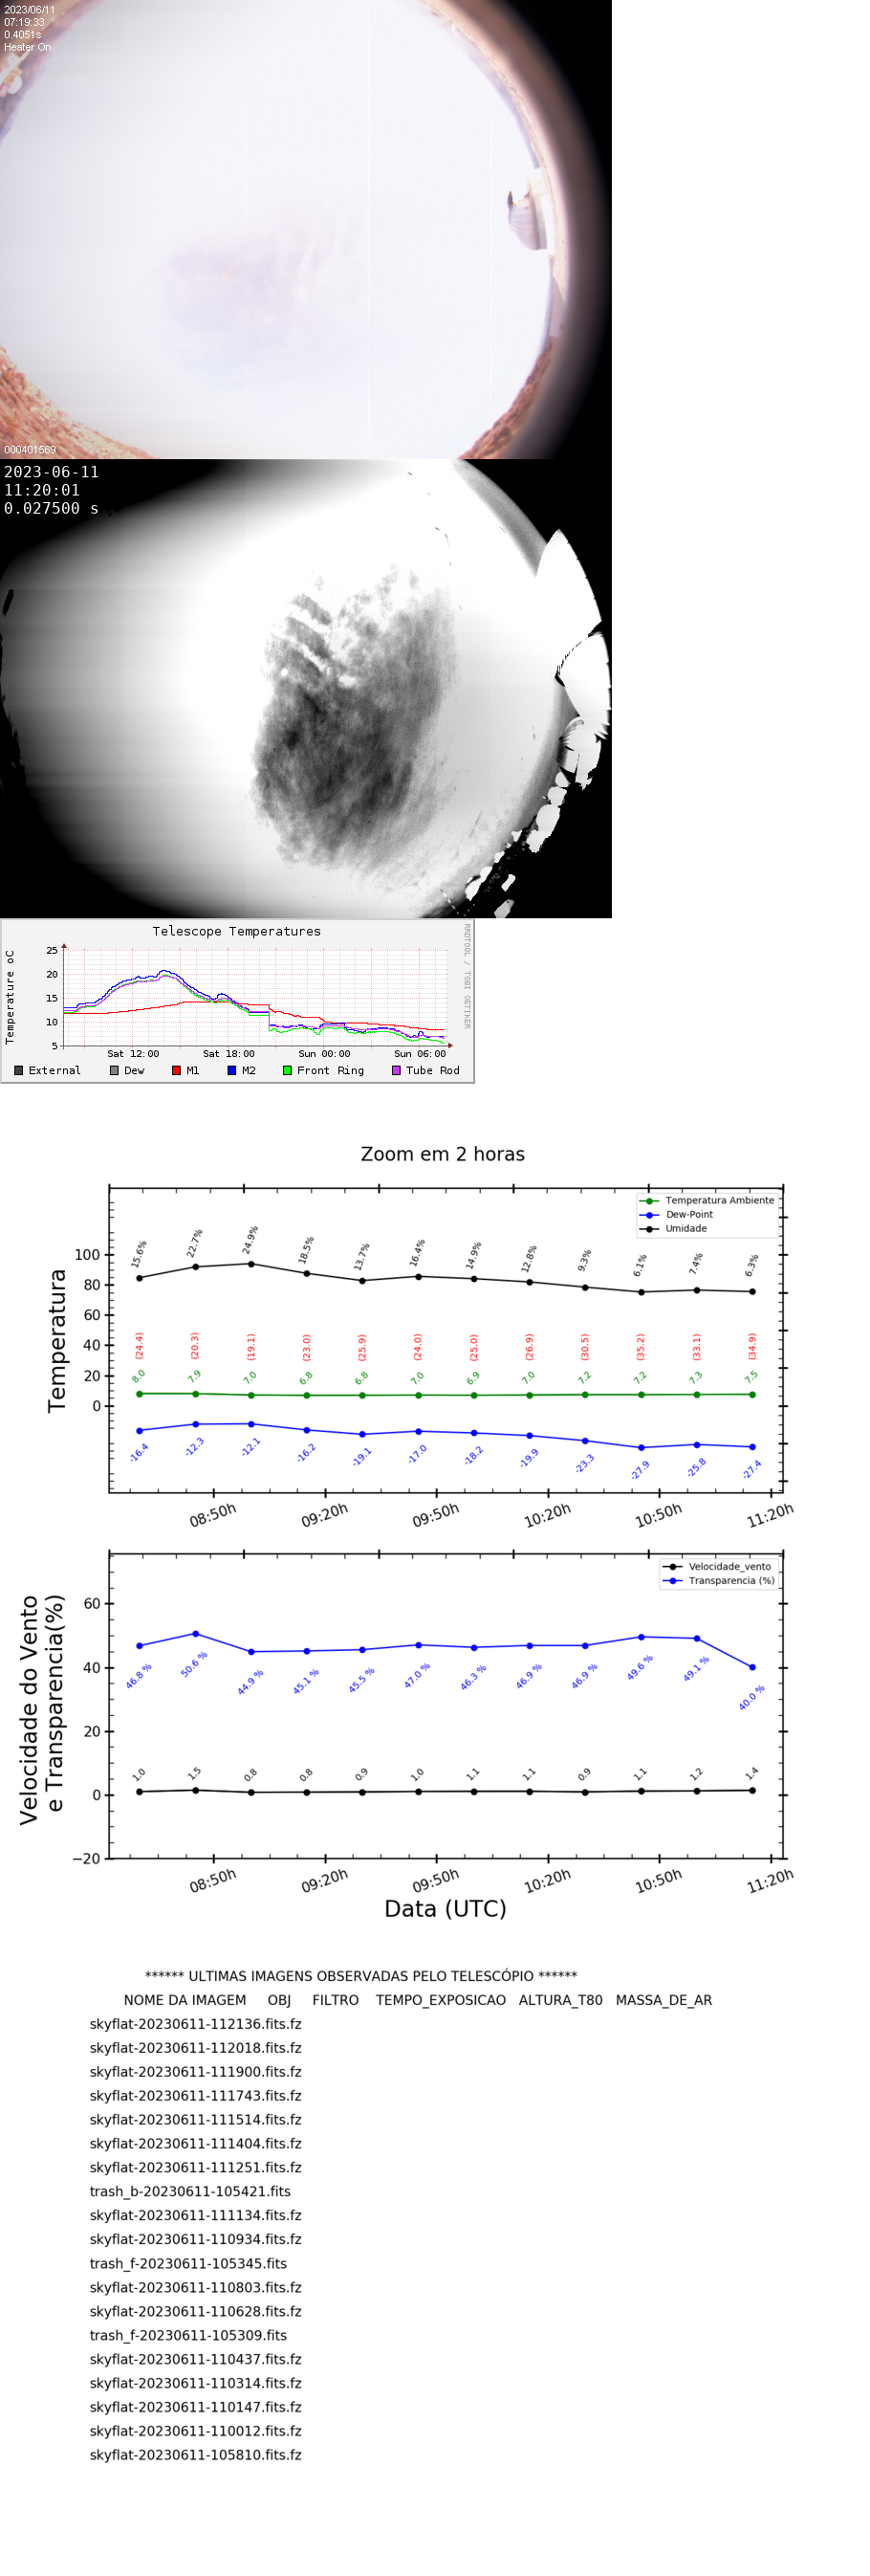 2023/06/11
07:19:33
0.4051s
Heater On
000401569
2023-06-11
11:20:01
0.027500 s
Telescope Temperatures
RRDTOOL / TOBI OETIKER
Temperature oC
25
20
15
10
5
Sat 12:00 Sat 18:00 Sun 00:00 Sun 06:00
External Dew M1 M2 Front Ring Tube Rod
Zoom em 2 horas
Temperatura Ambiente
Dew-Point
Umidade
Temperatura
100
80
60
40
20
0
15.6% 22.7% 24.9% 18.5% 13.7% 16.4% 14.9% 12.8% 9.3% 6.1% 7.4% 6.3%
(24.4) (20.3) (19.1) (23.0) (25.9) (24.0) (25.0) (26.9) (30.5) (35.2) (33.1) (34.9)
8.0 7.9 7.0 6.8 6.8 7.0 6.9 7.0 7.2 7.2 7.3 7.5
-16.4 -12.3 -12.1 -16.2 -19.1 -17.0 -18.2 -19.9 -23.3 -27.9 -25.8 -27.4
08:50h 09:20h 09:50h 10:20h 10:50h 11:20h
Velocidade_vento
Transparencia (%)
Velocidade do Vento
e Transparencia(%)
60
40
20
0
−20
46.8 % 50.6 % 44.9 % 45.1 % 45.5 % 47.0 % 46.3 % 46.9 % 46.9 % 49.6 % 49.1 % 40.0 %
1.0 1.5 0.8 0.8 0.9 1.0 1.1 1.1 0.9 1.1 1.2 1.4
08:50h 09:20h 09:50h 10:20h 10:50h 11:20h
Data (UTC)
****** ULTIMAS IMAGENS OBSERVADAS PELO TELESCÓPIO ******
NOME DA IMAGEM OBJ FILTRO TEMPO_EXPOSICAO ALTURA_T80 MASSA_DE_AR
skyflat-20230611-112136.fits.fz
skyflat-20230611-112018.fits.fz
skyflat-20230611-111900.fits.fz
skyflat-20230611-111743.fits.fz
skyflat-20230611-111514.fits.fz
skyflat-20230611-111404.fits.fz
skyflat-20230611-111251.fits.fz
trash_b-20230611-105421.fits
skyflat-20230611-111134.fits.fz
skyflat-20230611-110934.fits.fz
trash_f-20230611-105345.fits
skyflat-20230611-110803.fits.fz
skyflat-20230611-110628.fits.fz
trash_f-20230611-105309.fits
skyflat-20230611-110437.fits.fz
skyflat-20230611-110314.fits.fz
skyflat-20230611-110147.fits.fz
skyflat-20230611-110012.fits.fz
skyflat-20230611-105810.fits.fz